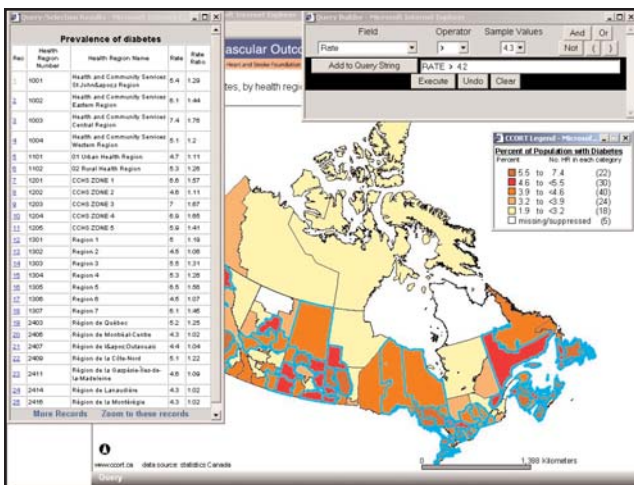 Query/Selection Results - Microsoft
Prevalence of diabetes
Rec Health Region Number Health Region Name Rate Rate Ratio
1 1001 Health and Community Services St.John&aposz Region 5.4 1.29
2 1002 Health and Community Services Eastern Region 6.1 1.44
3 1003 Health and Community Services Central Region 7.4 1.76
4 1004 Health and Community Services Western Region 5.1 1.2
5 1101 01 Urban Health Region 4.7 1.11
6 1102 02 Rural Health Region 5.3 1.26
7 1201 CCHS ZONE 1 6.6 1.57
8 1202 CCHS ZONE 2 4.6 1.11
9 1203 CCHS ZONE 3 7 1.67
10 1204 CCHS ZONE 4 6.9 1.65
11 1205 CCHS ZONE 5 5.9 1.41
12 1301 Region 1 5 1.19
13 1302 Region 2 4.5 1.06
14 1303 Region 3 5.5 1.31
15 1304 Region 4 5.3 1.26
16 1305 Region 5 6.5 1.56
17 1306 Region 6 4.5 1.07
18 1307 Region 7 6.1 1.46
19 2403 Région de Québec 5.2 1.25
20 2406 Région de Montréal-Centre 4.3 1.02
21 2407 Région de l&aposOutaouais 4.4 1.04
22 2409 Région de la Côte-Nord 5.1 1.22
23 2411 Région de la Gaspésie-Îles-de-la-Madeleine 4.6 1.09
24 2414 Région de Lanaudière 4.3 1.02
25 2416 Région de la Montérégie 4.3 1.02
More Records Zoom to these records
Internet Explorer
ascular Outco
Heart and Stroke Foundation
tes, by health regi
Query Builder - Microsoft Internet Explorer
Field Operator Sample Values And Or
Rate > 4.3 Not ( )
Add to Query String RATE > 4.2
Execute Undo Clear
CCORT Legend - Microsof
Percent of Population with Diabetes
Percent No. HR in each category
5.5 to 7.4 (22)
4.6 to <5.5 (30)
3.9 to <4.6 (40)
3.2 to <3.9 (24)
1.9 to <3.2 (18)
missing/suppressed (5)
www.ccort.ca data source: statistics Canada
1,398 Kilometers
Query